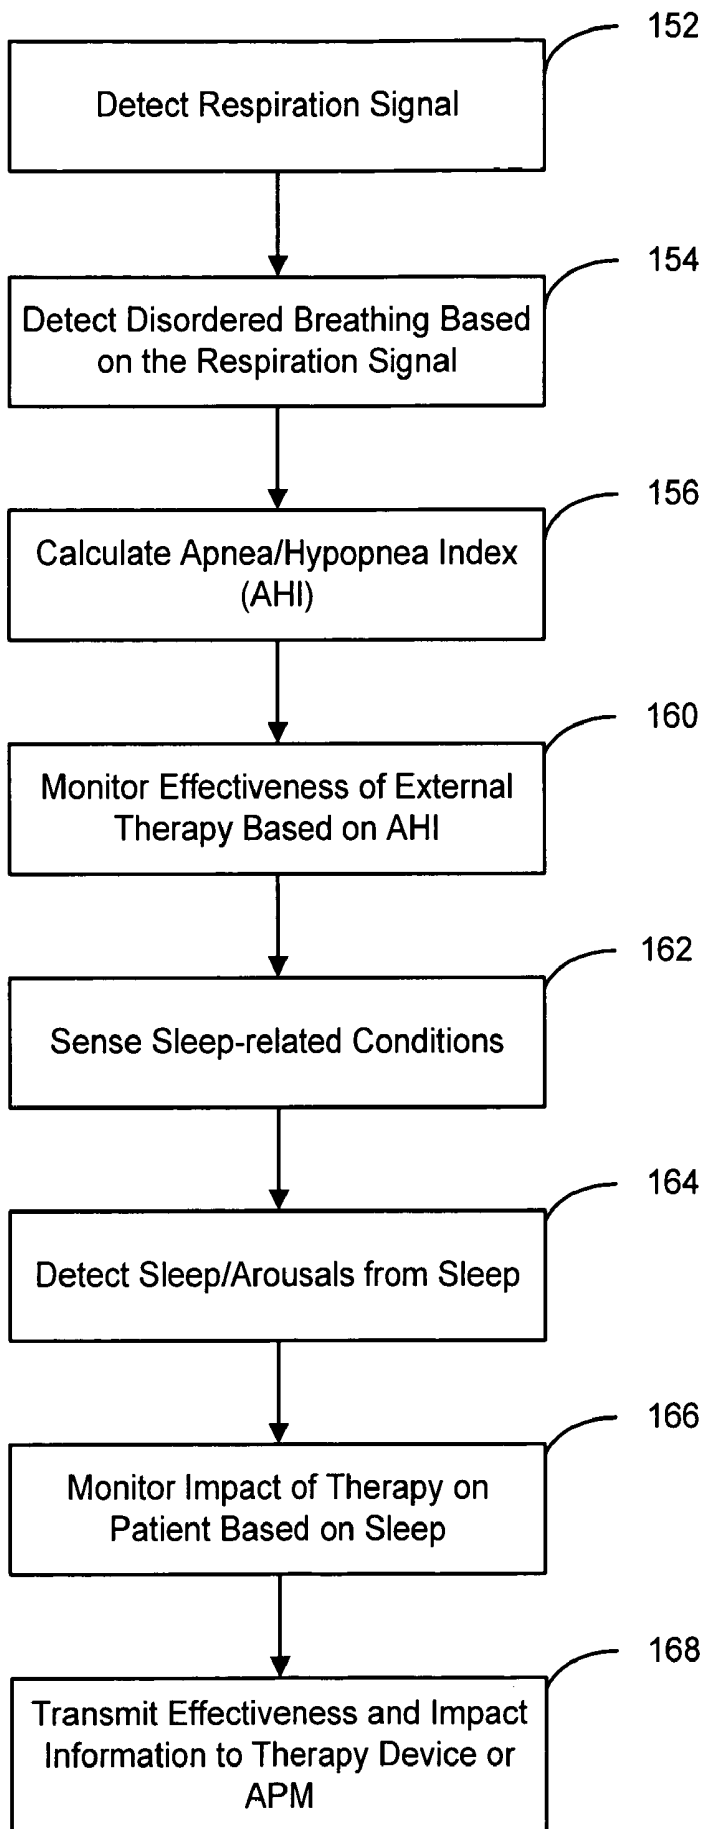 152
Detect Respiration Signal
154
Detect Disordered Breathing Based
on the Respiration Signal
156
Calculate Apnea/Hypopnea Index
(AHI)
160
Monitor Effectiveness of External
Therapy Based on AHI
162
Sense Sleep-related Conditions
164
Detect Sleep/Arousals from Sleep
166
Monitor Impact of Therapy on
Patient Based on Sleep
168
Transmit Effectiveness and Impact
Information to Therapy Device or
APM